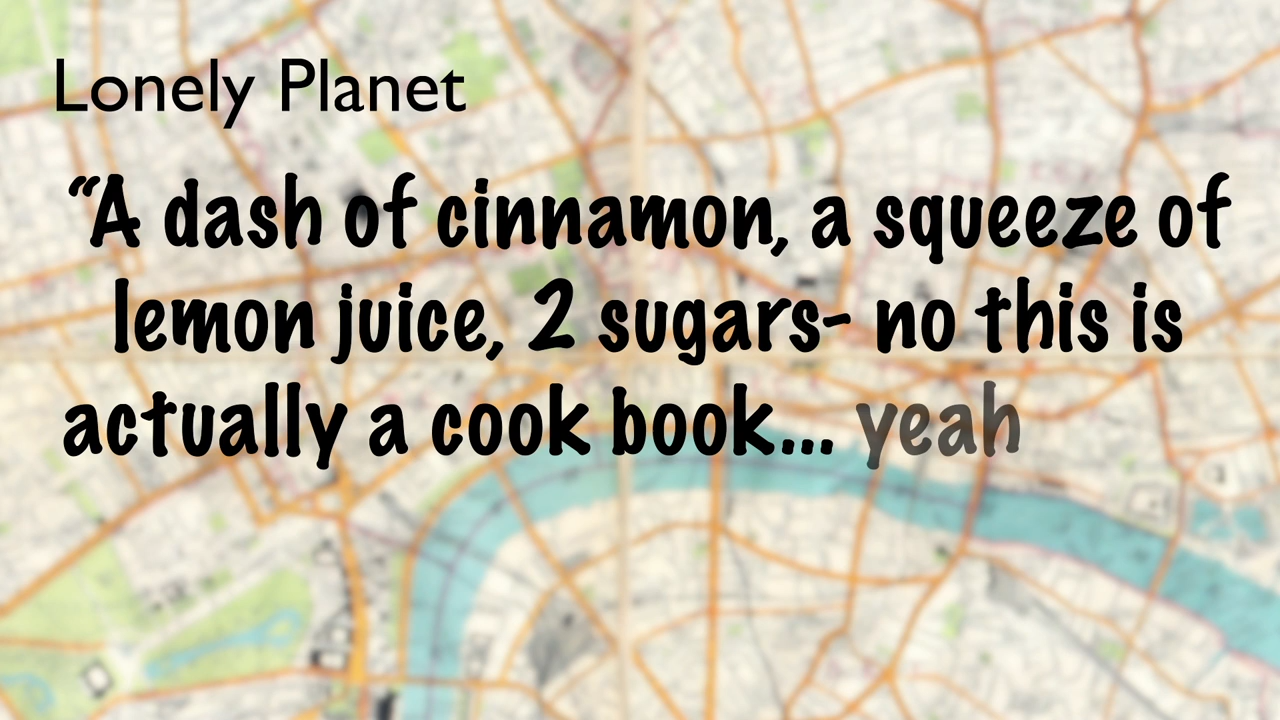 Lonely Planet
“A dash of cinnamon, a squeeze of
lemon juice, 2 sugars- no this is
actually a cook book... yeah